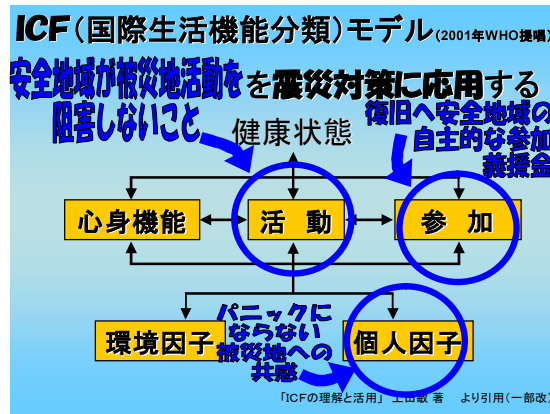 ICF(国際生活機能分類)モデル(2001年WHO提唱)
安全地域が被災地活動を
阻害しないこと
を震災対策に応用する
復旧へ安全地域の
自主的な参加
義援金
健康状態
心身機能
活 動
参 加
パニックに
ならない
被災地への
共感
環境因子
個人因子
「ICFの理解と活用」 上田敏 著 より引用(一部改)